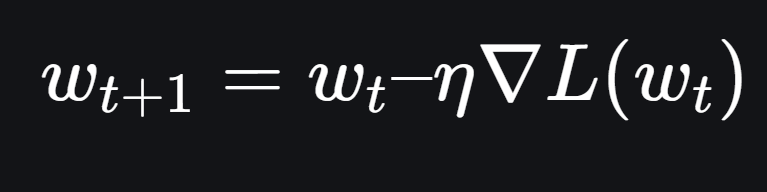 w_{t+1} = w_t – η∇L(w_t)